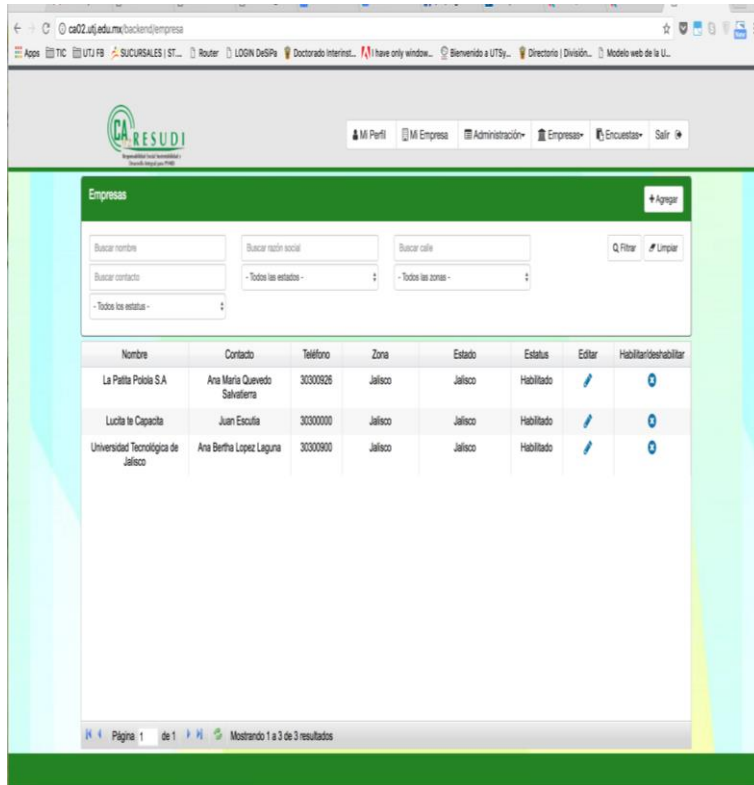 ca02.utj.edu.mx/backend/empresa
Apps TIC UTJ FB SUCURSALES | ST... Router LOGIN DeSiPa Doctorado Interinst... I have only window... Bienvenido a UTSy... Directorio | División... Modelo web de la U...
CA RESUDI
Mi Perfil Mi Empresa Administración Empresas Encuestas Salir
Empresas
+Agregar
Buscar nombre Buscar razón social Buscar calle Filtrar Limpiar
Buscar contacto - Todos los estados - - Todos las zonas -
- Todos los estatus -
Nombre Contacto Teléfono Zona Estado Estatus Editar Habilitar/deshabilitar
La Patita Polola S.A Ana María Quevedo 30300926 Jalisco Jalisco Habilitado
Salvatierra
Lucita te Capacita Juan Escutia 30300000 Jalisco Jalisco Habilitado
Universidad Tecnológica de Ana Bertha Lopez Laguna 30300900 Jalisco Jalisco Habilitado
Jalisco
Página 1 de 1 Mostrando 1 a 3 de 3 resultados